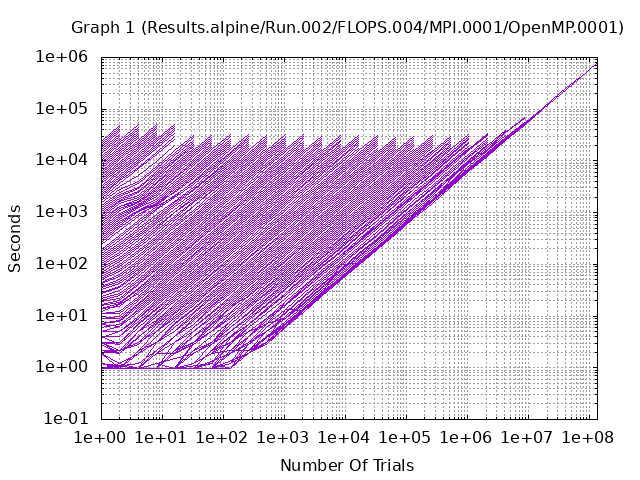 Graph 1 (Results.alpine/Run.002/FLOPS.004/MPI.0001/OpenMP.0001)
1e+06
1e+05
1e+04
1e+03
1e+02
1e+01
1e+00
1e-01
Seconds
1e+00 1e+01 1e+02 1e+03 1e+04 1e+05 1e+06 1e+07 1e+08
Number Of Trials